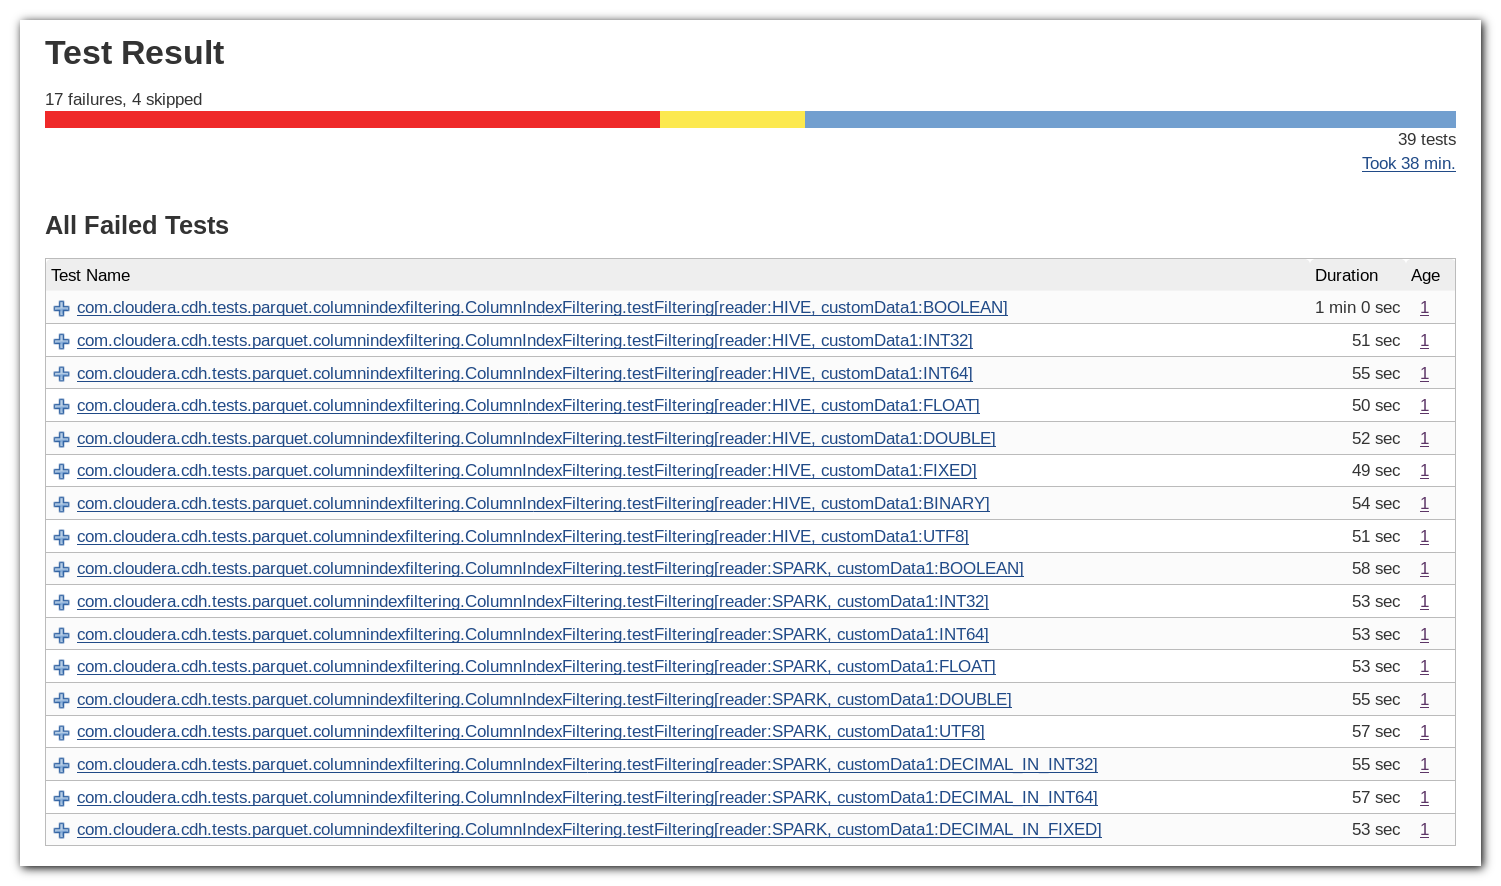 Test Result
17 failures, 4 skipped
39 tests
Took 38 min.
All Failed Tests
Test Name Duration Age
com.cloudera.cdh.tests.parquet.columnindexfiltering.ColumnIndexFiltering.testFiltering[reader:HIVE, customData1:BOOLEAN] 1 min 0 sec 1
com.cloudera.cdh.tests.parquet.columnindexfiltering.ColumnIndexFiltering.testFiltering[reader:HIVE, customData1:INT32] 51 sec 1
com.cloudera.cdh.tests.parquet.columnindexfiltering.ColumnIndexFiltering.testFiltering[reader:HIVE, customData1:INT64] 55 sec 1
com.cloudera.cdh.tests.parquet.columnindexfiltering.ColumnIndexFiltering.testFiltering[reader:HIVE, customData1:FLOAT] 50 sec 1
com.cloudera.cdh.tests.parquet.columnindexfiltering.ColumnIndexFiltering.testFiltering[reader:HIVE, customData1:DOUBLE] 52 sec 1
com.cloudera.cdh.tests.parquet.columnindexfiltering.ColumnIndexFiltering.testFiltering[reader:HIVE, customData1:FIXED] 49 sec 1
com.cloudera.cdh.tests.parquet.columnindexfiltering.ColumnIndexFiltering.testFiltering[reader:HIVE, customData1:BINARY] 54 sec 1
com.cloudera.cdh.tests.parquet.columnindexfiltering.ColumnIndexFiltering.testFiltering[reader:HIVE, customData1:UTF8] 51 sec 1
com.cloudera.cdh.tests.parquet.columnindexfiltering.ColumnIndexFiltering.testFiltering[reader:SPARK, customData1:BOOLEAN] 58 sec 1
com.cloudera.cdh.tests.parquet.columnindexfiltering.ColumnIndexFiltering.testFiltering[reader:SPARK, customData1:INT32] 53 sec 1
com.cloudera.cdh.tests.parquet.columnindexfiltering.ColumnIndexFiltering.testFiltering[reader:SPARK, customData1:INT64] 53 sec 1
com.cloudera.cdh.tests.parquet.columnindexfiltering.ColumnIndexFiltering.testFiltering[reader:SPARK, customData1:FLOAT] 53 sec 1
com.cloudera.cdh.tests.parquet.columnindexfiltering.ColumnIndexFiltering.testFiltering[reader:SPARK, customData1:DOUBLE] 55 sec 1
com.cloudera.cdh.tests.parquet.columnindexfiltering.ColumnIndexFiltering.testFiltering[reader:SPARK, customData1:UTF8] 57 sec 1
com.cloudera.cdh.tests.parquet.columnindexfiltering.ColumnIndexFiltering.testFiltering[reader:SPARK, customData1:DECIMAL_IN_INT32] 55 sec 1
com.cloudera.cdh.tests.parquet.columnindexfiltering.ColumnIndexFiltering.testFiltering[reader:SPARK, customData1:DECIMAL_IN_INT64] 57 sec 1
com.cloudera.cdh.tests.parquet.columnindexfiltering.ColumnIndexFiltering.testFiltering[reader:SPARK, customData1:DECIMAL_IN_FIXED] 53 sec 1